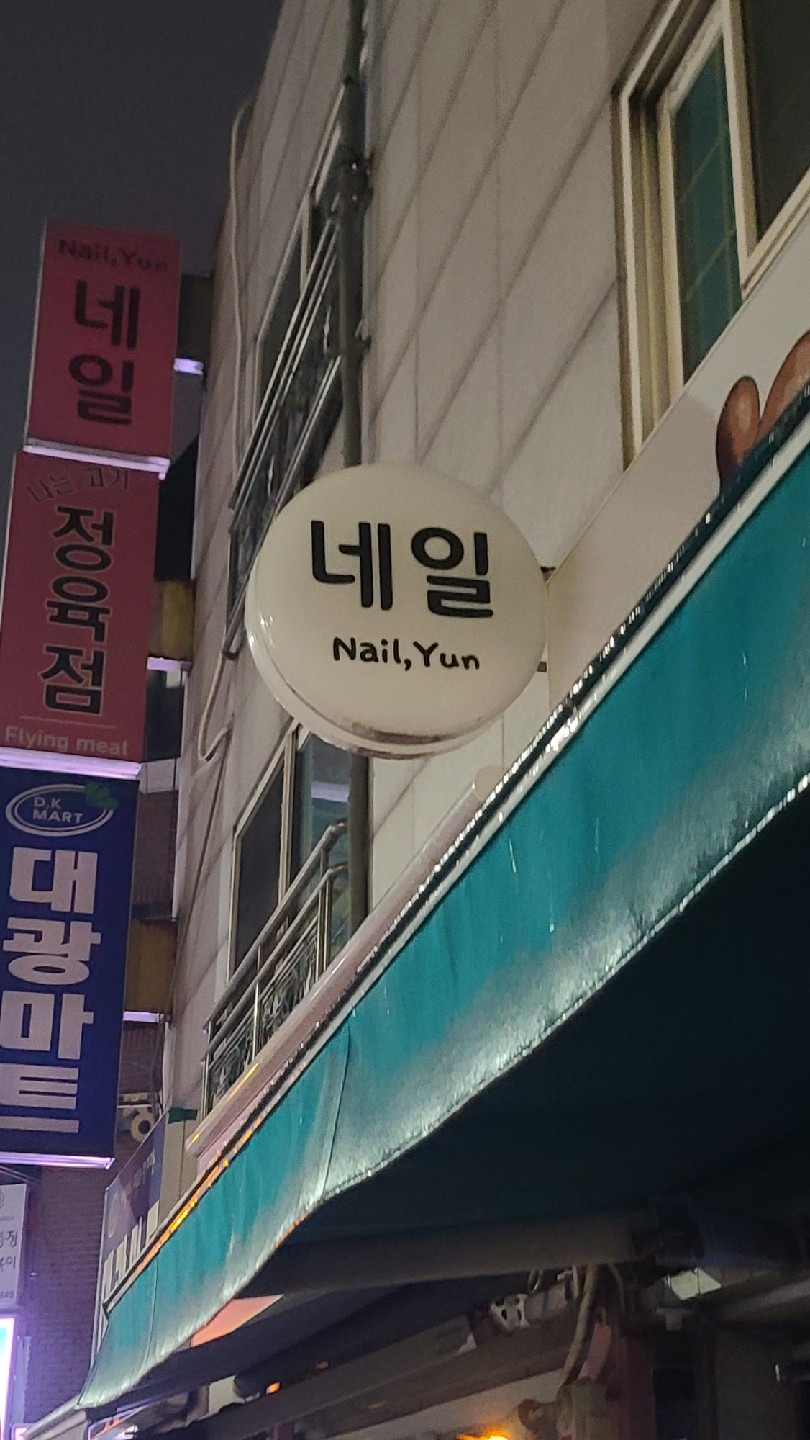 Nail,Yun
네
일
나는 고기
정
육
점
Flying meat
D.K
MART
대
광
마
트
네일
Nail,Yun